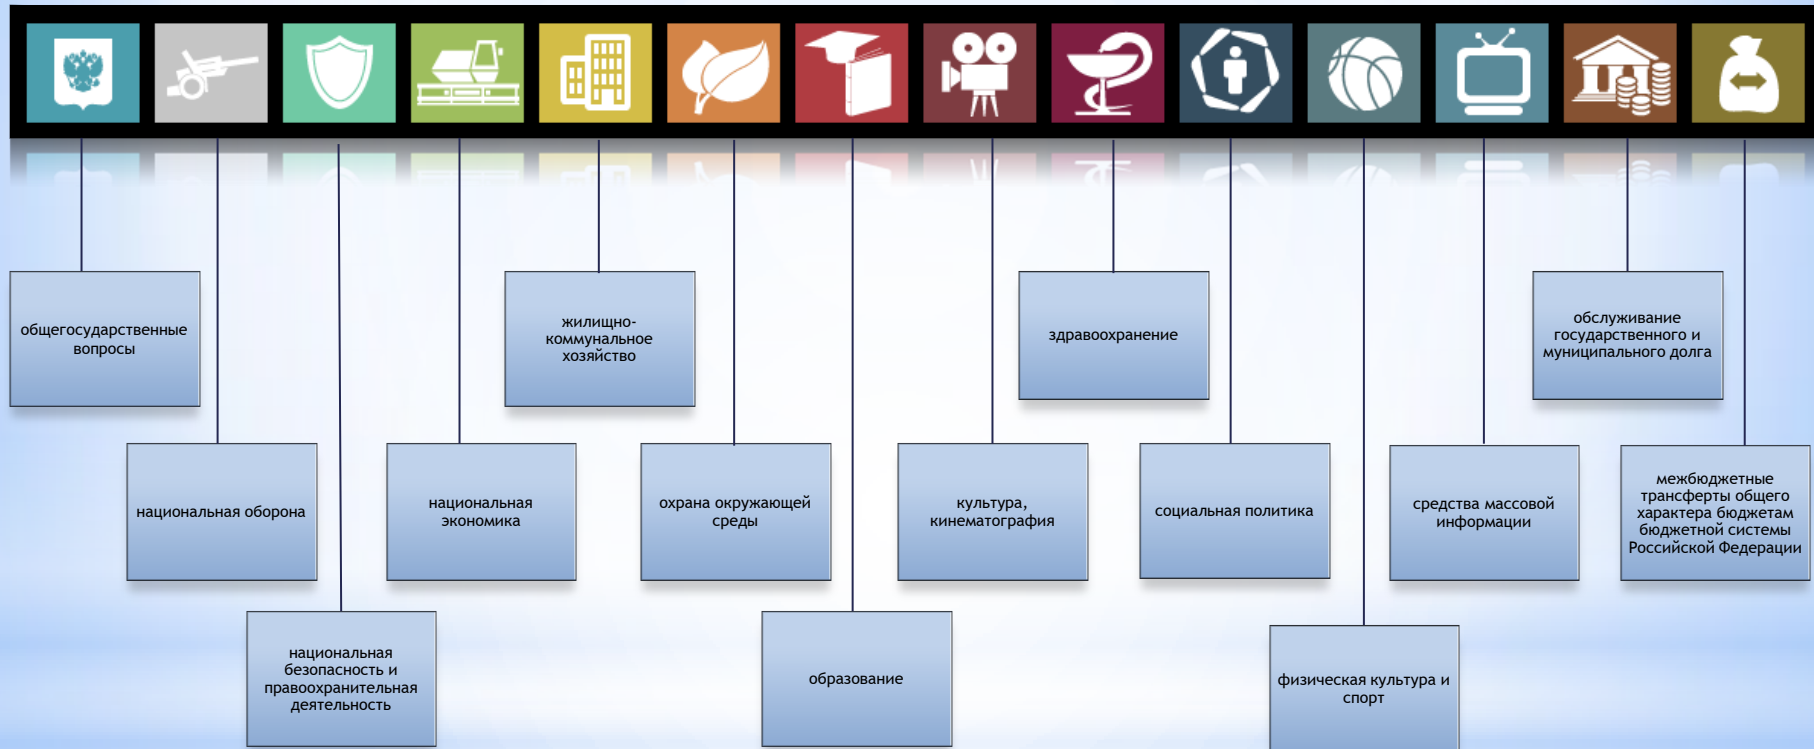 общегосударственные
вопросы
жилищно-
коммунальное
хозяйство
здравоохранение
обслуживание
государственного и
муниципального долга
национальная оборона
национальная
экономика
охрана окружающей
среды
культура,
кинематография
социальная политика
средства массовой
информации
межбюджетные
трансферты общего
характера бюджетам
бюджетной системы
Российской Федерации
национальная
безопасность и
правоохранительная
деятельность
образование
физическая культура и
спорт